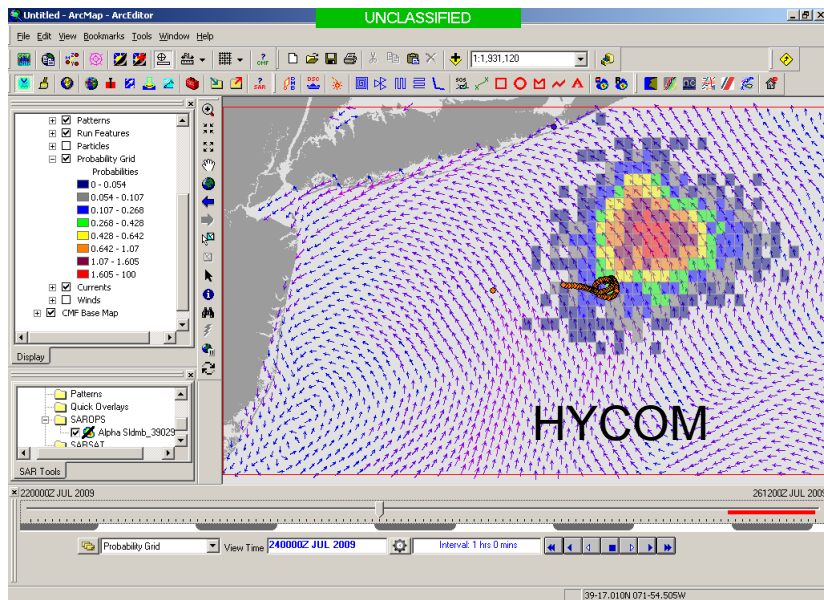 Untitled - ArcMap - ArcEditor
UNCLASSIFIED
File Edit View Bookmarks Tools Window Help
?
CMF
1:1,931,120
?
SAR
DSC
SOS
Patterns
Run Features
Particles
Probability Grid
Probabilities
0 - 0.054
0.054 - 0.107
0.107 - 0.268
0.268 - 0.428
0.428 - 0.642
0.642 - 1.07
1.07 - 1.605
1.605 - 100
Currents
Winds
CMF Base Map
Display
Patterns
Quick Overlays
SAROPS
Alpha Sldmb_39029
SARSAT
SAR Tools
HYCOM
220000Z JUL 2009
261200Z JUL 2009
Probability Grid View Time 240000Z JUL 2009 Interval: 1 hrs 0 mins
39-17.010N 071-54.505W